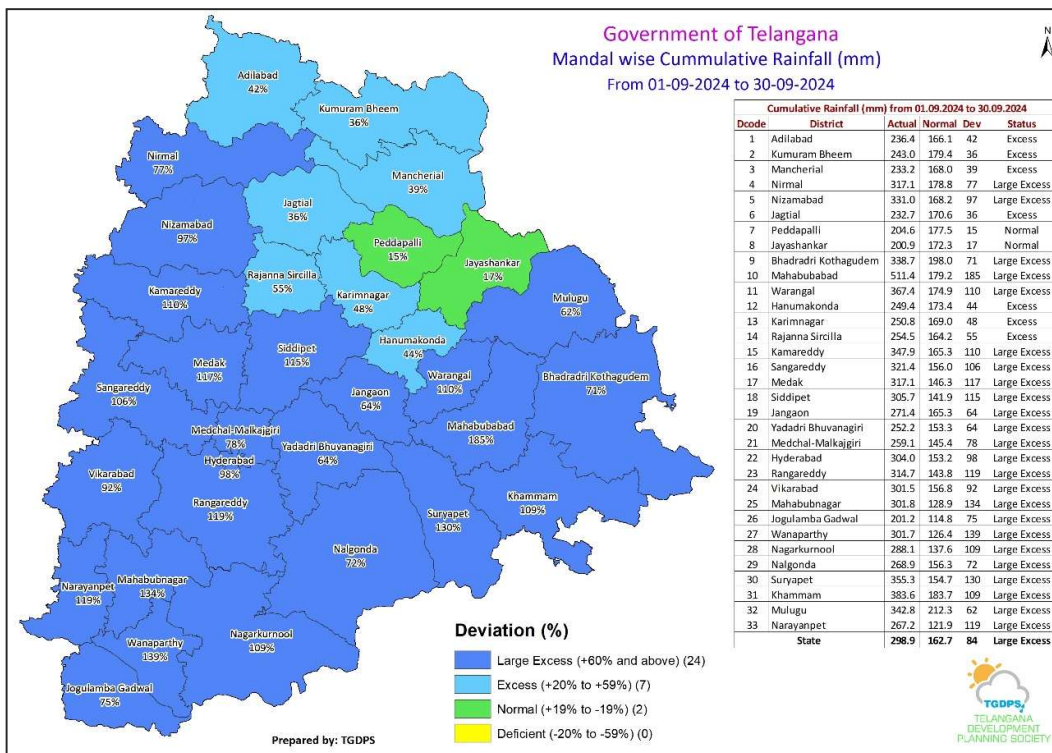 Government of Telangana
Mandal wise Cummulative Rainfall (mm)
From 01-09-2024 to 30-09-2024
N
Adilabad
42%
Kumuram Bheem
36%
Nirmal
77%
Mancherial
39%
Jagtial
36%
Nizamabad
97%
Peddapalli
15%
Jayashankar
17%
Rajanna Sircilla
55%
Karimnagar
48%
Kamareddy
110%
Mulugu
62%
Hanumakonda
44%
Siddipet
115%
Medak
117%
Warangal
110%
Bhadradri Kothagudem
71%
Sangareddy
106%
Jangaon
64%
Mahabubabad
185%
Medchal-Malkajgiri
78%
Yadadri Bhuvanagiri
64%
Hyderabad
98%
Vikarabad
92%
Rangareddy
119%
Khammam
109%
Suryapet
130%
Nalgonda
72%
Narayanpet
119%
Mahabubnagar
134%
Nagarkurnool
109%
Wanaparthy
139%
Jogulamba Gadwal
75%
Cumulative Rainfall (mm) from 01.09.2024 to 30.09.2024
Dcode District Actual Normal Dev Status
1 Adilabad 236.4 166.1 42 Excess
2 Kumuram Bheem 243.0 179.4 36 Excess
3 Mancherial 233.2 168.0 39 Excess
4 Nirmal 317.1 178.8 77 Large Excess
5 Nizamabad 331.0 168.2 97 Large Excess
6 Jagtial 232.7 170.6 36 Excess
7 Peddapalli 204.6 177.5 15 Normal
8 Jayashankar 200.9 172.3 17 Normal
9 Bhadradri Kothagudem 338.7 198.0 71 Large Excess
10 Mahabubabad 511.4 179.2 185 Large Excess
11 Warangal 367.4 174.9 110 Large Excess
12 Hanumakonda 249.4 173.4 44 Excess
13 Karimnagar 250.8 169.0 48 Excess
14 Rajanna Sircilla 254.5 164.2 55 Excess
15 Kamareddy 347.9 165.3 110 Large Excess
16 Sangareddy 321.4 156.0 106 Large Excess
17 Medak 317.1 146.3 117 Large Excess
18 Siddipet 305.7 141.9 115 Large Excess
19 Jangaon 271.4 165.3 64 Large Excess
20 Yadadri Bhuvanagiri 252.2 153.3 64 Large Excess
21 Medchal-Malkajgiri 259.1 145.4 78 Large Excess
22 Hyderabad 304.0 153.2 98 Large Excess
23 Rangareddy 314.7 143.8 119 Large Excess
24 Vikarabad 301.5 156.8 92 Large Excess
25 Mahabubnagar 301.8 128.9 134 Large Excess
26 Jogulamba Gadwal 201.2 114.8 75 Large Excess
27 Wanaparthy 301.7 126.4 139 Large Excess
28 Nagarkurnool 288.1 137.6 109 Large Excess
29 Nalgonda 268.9 156.3 72 Large Excess
30 Suryapet 355.3 154.7 130 Large Excess
31 Khammam 383.6 183.7 109 Large Excess
32 Mulugu 342.8 212.3 62 Large Excess
33 Narayanpet 267.2 121.9 119 Large Excess
State 298.9 162.7 84 Large Excess
Deviation (%)
Large Excess (+60% and above) (24)
Excess (+20% to +59%) (7)
Normal (+19% to -19%) (2)
Deficient (-20% to -59%) (0)
Prepared by: TGDPS
TGDPS
TELANGANA
DEVELOPMENT
PLANNING SOCIETY